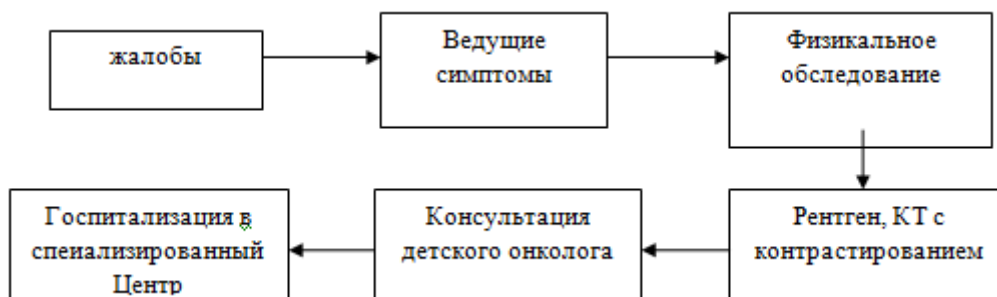 жалобы
Ведущие
симптомы
Физикальное
обследование
Рентген, КТ с
контрастированием
Консультация
детского онколога
Госпитализация в
спеиализированный
Центр